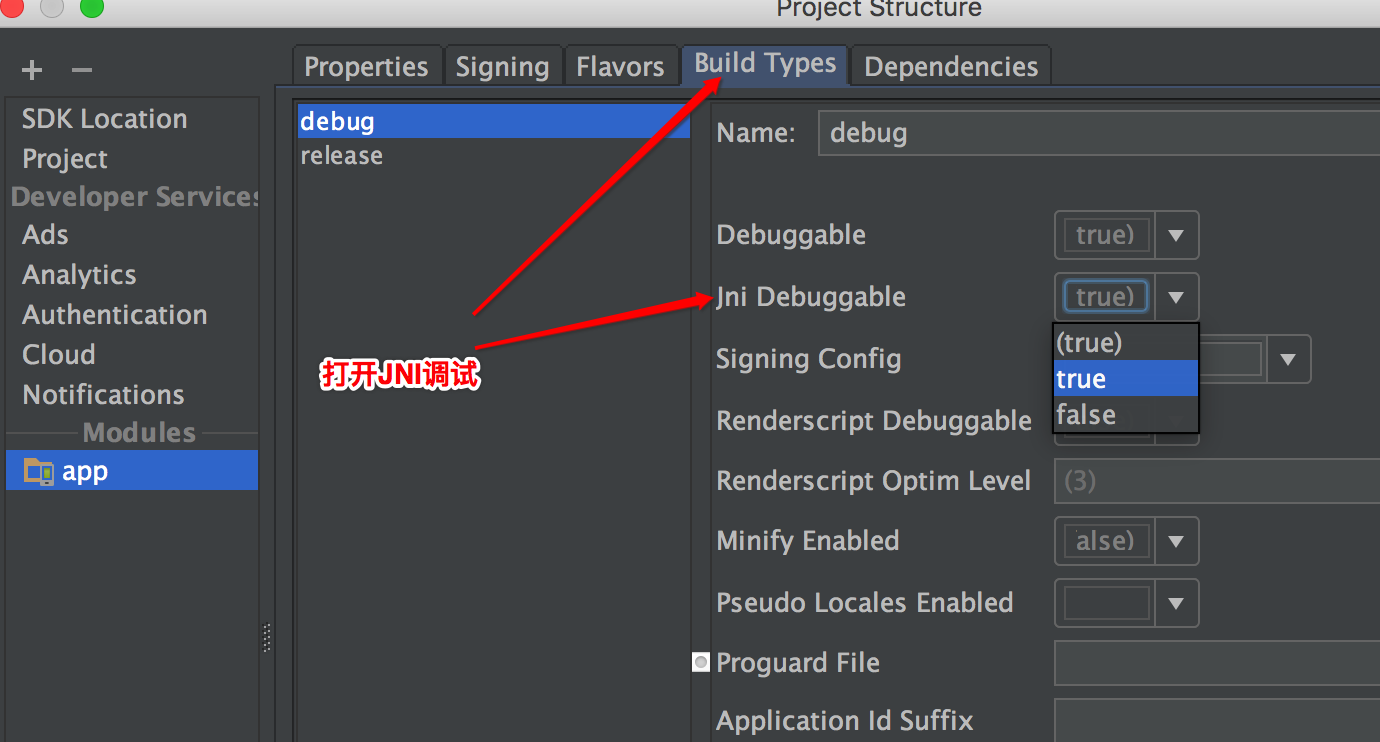 Project Structure
Properties
Signing
Flavors
Build Types
Dependencies
SDK Location
Project
Developer Services
Ads
Analytics
Authentication
Cloud
Notifications
Modules
app
debug
release
Name:
debug
Debuggable
true)
Jni Debuggable
true)
(true)
true
false
Signing Config
Renderscript Debuggable
Renderscript Optim Level
(3)
Minify Enabled
alse)
Pseudo Locales Enabled
Proguard File
Application Id Suffix
打开JNI调试